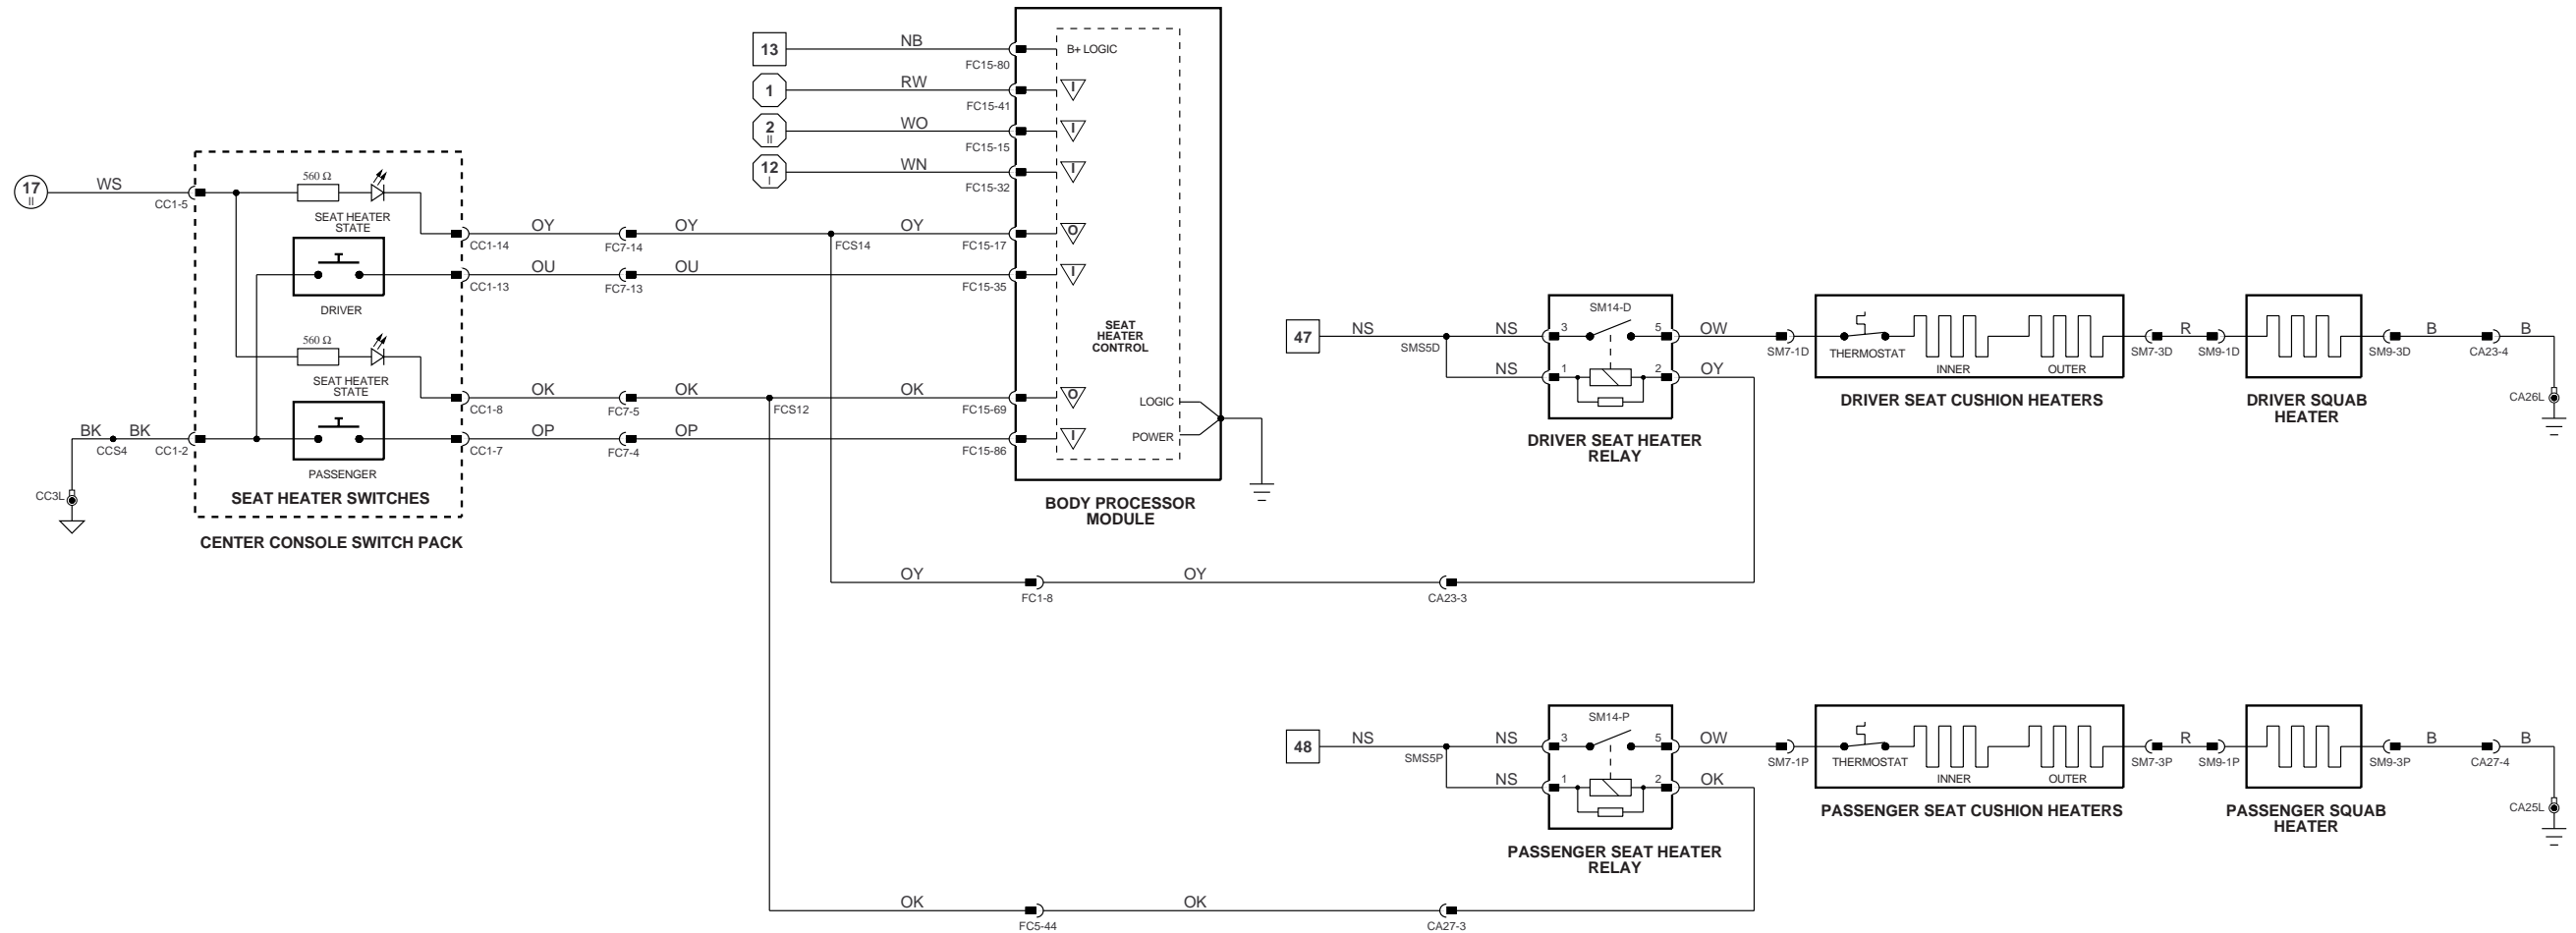 13
NB
FC15-80
B+ LOGIC
1
RW
FC15-41
I
2
II
WO
FC15-15
I
12
I
WN
FC15-32
I
17
II
WS
CC1-5
560 Ω
SEAT HEATER
STATE
CC1-14
OY
FC7-14
OY
FCS14
OY
FC15-17
O
DRIVER
CC1-13
OU
FC7-13
OU
FC15-35
I
560 Ω
SEAT HEATER
STATE
CC1-8
OK
FC7-5
OK
FCS12
OK
FC15-69
O
BK
CCS4
BK
CC1-2
CC3L
PASSENGER
CC1-7
OP
FC7-4
OP
FC15-86
I
SEAT HEATER SWITCHES
CENTER CONSOLE SWITCH PACK
SEAT
HEATER
CONTROL
LOGIC
POWER
BODY PROCESSOR
MODULE
47
NS
SMS5D
NS
NS
SM14-D
3
5
1
2
OW
OY
DRIVER SEAT HEATER
RELAY
SM7-1D
THERMOSTAT
INNER
OUTER
DRIVER SEAT CUSHION HEATERS
SM7-3D
R
SM9-1D
DRIVER SQUAB
HEATER
SM9-3D
B
CA23-4
B
CA26L
OY
FC1-8
OY
CA23-3
48
NS
SMS5P
NS
NS
SM14-P
3
5
1
2
OW
OK
PASSENGER SEAT HEATER
RELAY
SM7-1P
THERMOSTAT
INNER
OUTER
PASSENGER SEAT CUSHION HEATERS
SM7-3P
R
SM9-1P
PASSENGER SQUAB
HEATER
SM9-3P
B
CA27-4
B
CA25L
OK
FC5-44
OK
CA27-3